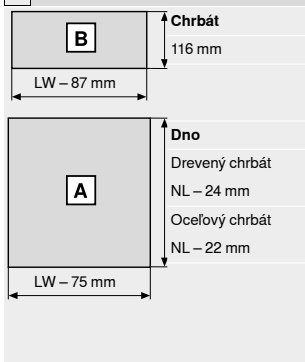 Chrbát
B
116 mm
LW – 87 mm
Dno
Drevený chrbát
A
NL – 24 mm
Oceľový chrbát
NL – 22 mm
LW – 75 mm